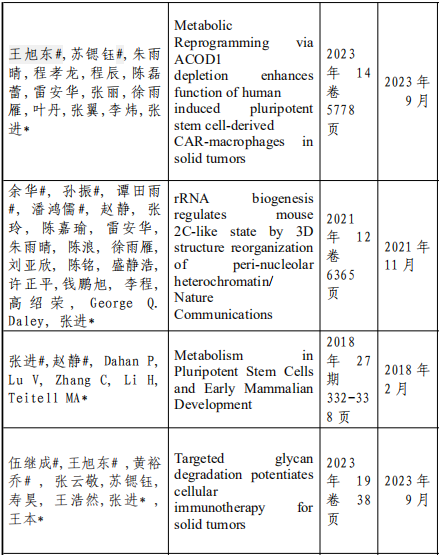 王旭东#,苏锶钰#,朱雨
晴,程孝龙,程辰,陈磊
蕾,雷安华,张丽,徐雨
雁,叶丹,张翼,李炜,张
进*
Metabolic
Reprogramming via
ACOD1
depletion enhances
function of human
induced pluripotent
stem cell-derived
CAR-macrophages in
solid tumors
2023
年 14
卷
5778
页
2023 年
9 月
余华#, 孙振#, 谭田雨
#, 潘鸿儒#, 赵静, 张
玲, 陈嘉瑜, 雷安华,
朱雨晴, 陈浪, 徐雨雁,
刘亚欣, 陈铭, 盛静浩,
许正平,钱鹏旭, 李程,
高绍荣, George Q.
Daley, 张进*
rRNA biogenesis
regulates mouse
2C-like state by 3D
structure reorganization
of peri-nucleolar
heterochromatin/
Nature
Communications
2021
年 12
卷
6365
页
2021 年
11 月
张进#,赵静#, Dahan P,
Lu V, Zhang C, Li H,
Teitell MA*
Metabolism in
Pluripotent Stem Cells
and Early Mammalian
Development
2018
年 27
期
332-33
8 页
2018 年
2 月
伍继成#,王旭东# ,黄裕
乔# , 张云敬,苏锶钰,
寿昊, 王浩然,张进* ,
王本*
Targeted glycan
degradation potentiates
cellular
immunotherapy for
solid tumors
2023
年 19
卷 38
页
2023 年
9 月